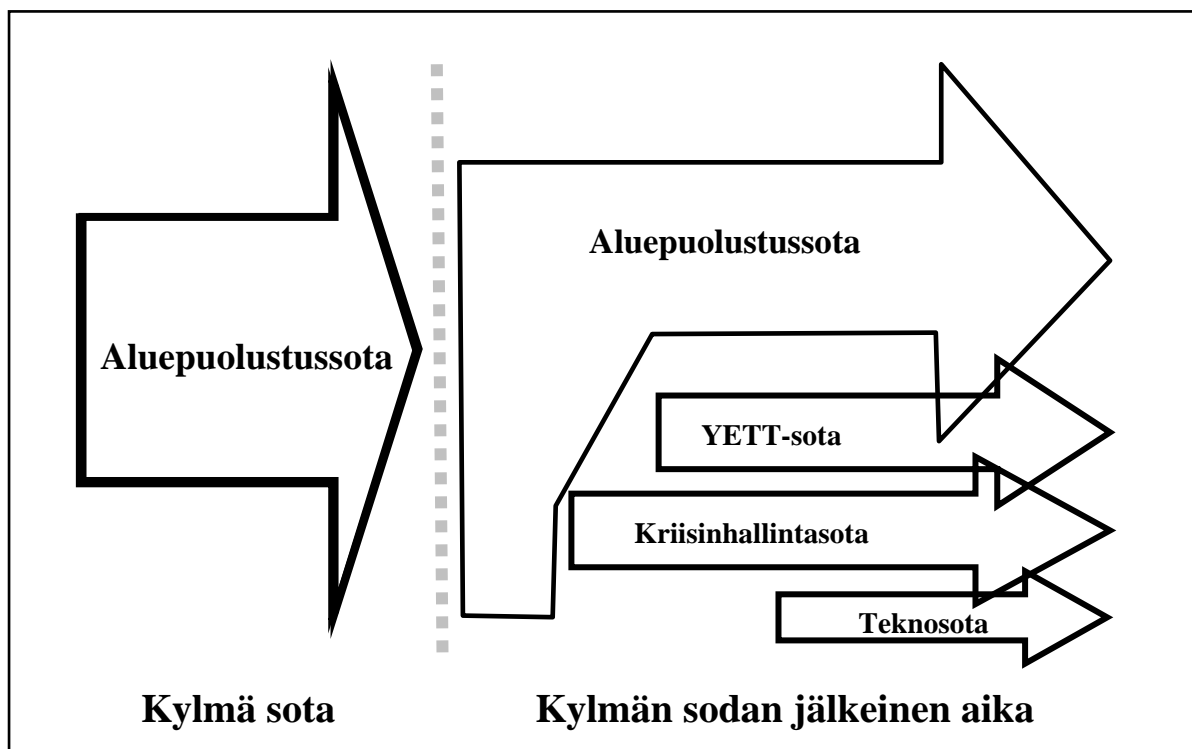 Aluepuolustussota
Aluepuolustussota
YETT-sota
Kriisinhallintasota
Teknosota
Kylmä sota
Kylmän sodan jälkeinen aika